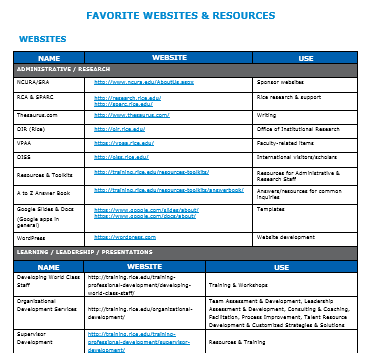 FAVORITE WEBSITES & RESOURCES
WEBSITES
NAME WEBSITE USE
ADMINISTRATIVE / RESEARCH
NCURA/SRA http://www.ncura.edu/AboutUs.aspx Sponsor websites
RCA & SPARC http://research.rice.edu/ Rice research & support
http://sparc.rice.edu/
Thesaurus.com http://www.thesaurus.com/ Writing
OIR (Rice) http://oir.rice.edu/ Office of Institutional Research
VPAA https://vpaa.rice.edu/ Faculty-related items
OISS http://oiss.rice.edu/ International visitors/scholars
Resources & Toolkits http://training.rice.edu/resources-toolkits/ Resources for Administrative &
Research Staff
A to Z Answer Book http://training.rice.edu/resources-toolkits/answerbook/ Answers/resources for common
inquiries
Google Slides & Docs https://www.google.com/slides/about/ Templates
https://www.google.com/docs/about/
(Google apps in
general)
WordPress https://wordpress.com Website development
LEARNING / LEADERSHIP / PRESENTATIONS
NAME WEBSITE USE
Developing World Class
Staff
http://training.rice.edu/training-
professional-development/developing-
world-class-staff/
Training & Workshops
Organizational
Development Services
http://training.rice.edu/organizational-
development/
Team Assessment & Development, Leadership
Assessment & Development, Consulting & Coaching,
Facilitation, Process Improvement, Talent Resource
Development & Customized Strategies & Solutions
Supervisor
Development
http://training.rice.edu/training-
professional-development/supervisor-
development/
Resources & Training